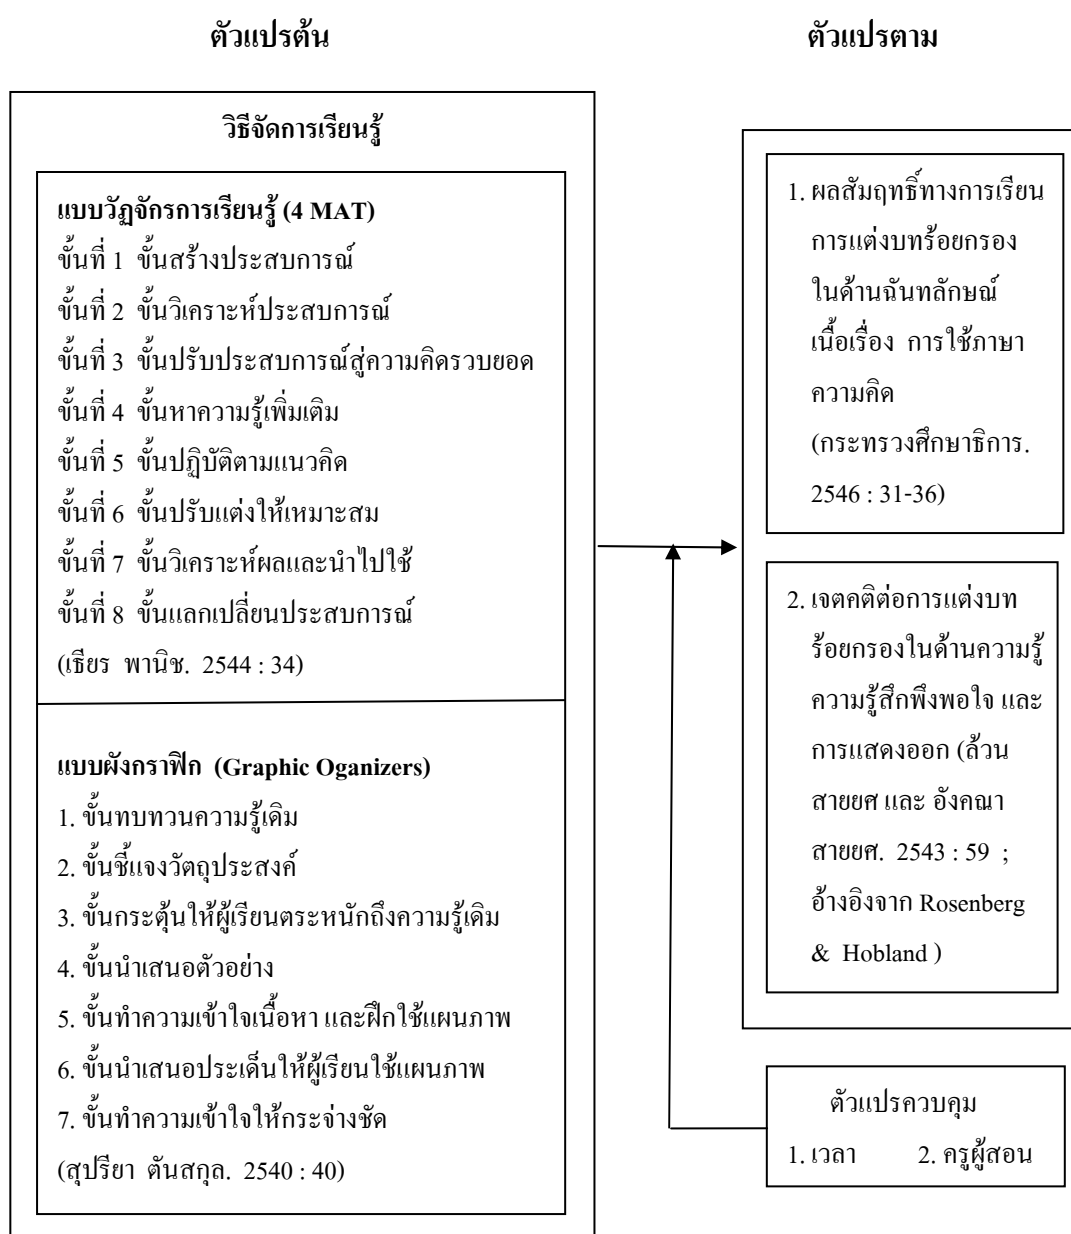 ตัวแปรต้น
ตัวแปรตาม
วิธีจัดการเรียนรู้
แบบวัฏจักรการเรียนรู้ (4 MAT)
ขั้นที่ 1 ขั้นสร้างประสบการณ์
ขั้นที่ 2 ขั้นวิเคราะห์ประสบการณ์
ขั้นที่ 3 ขั้นปรับประสบการณ์สู่ความคิดรวบยอด
ขั้นที่ 4 ขั้นหาความรู้เพิ่มเติม
ขั้นที่ 5 ขั้นปฏิบัติตามแนวคิด
ขั้นที่ 6 ขั้นปรับแต่งให้เหมาะสม
ขั้นที่ 7 ขั้นวิเคราะห์ผลและนำไปใช้
ขั้นที่ 8 ขั้นแลกเปลี่ยนประสบการณ์
(เธียร พานิช. 2544 : 34)
แบบผังกราฟิก (Graphic Oganizers)
1. ขั้นทบทวนความรู้เดิม
2. ขั้นชี้แจงวัตถุประสงค์
3. ขั้นกระตุ้นให้ผู้เรียนตระหนักถึงความรู้เดิม
4. ขั้นนำเสนอตัวอย่าง
5. ขั้นทำความเข้าใจเนื้อหา และฝึกใช้แผนภาพ
6. ขั้นนำเสนอประเด็นให้ผู้เรียนใช้แผนภาพ
7. ขั้นทำความเข้าใจให้กระจ่างชัด
(สุปรียา ตันสกุล. 2540 : 40)
1. ผลสัมฤทธิ์ทางการเรียน
การแต่งบทร้อยกรอง
ในด้านฉันทลักษณ์
เนื้อเรื่อง การใช้ภาษา
ความคิด
(กระทรวงศึกษาธิการ.
2546 : 31-36)
2. เจตคติต่อการแต่งบท
ร้อยกรองในด้านความรู้
ความรู้สึกพึงพอใจ และ
การแสดงออก (ล้วน
สายยศ และ อังคณา
สายยศ. 2543 : 59 ;
อ้างอิงจาก Rosenberg
& Hobland )
ตัวแปรควบคุม
1. เวลา 2. ครูผู้สอน